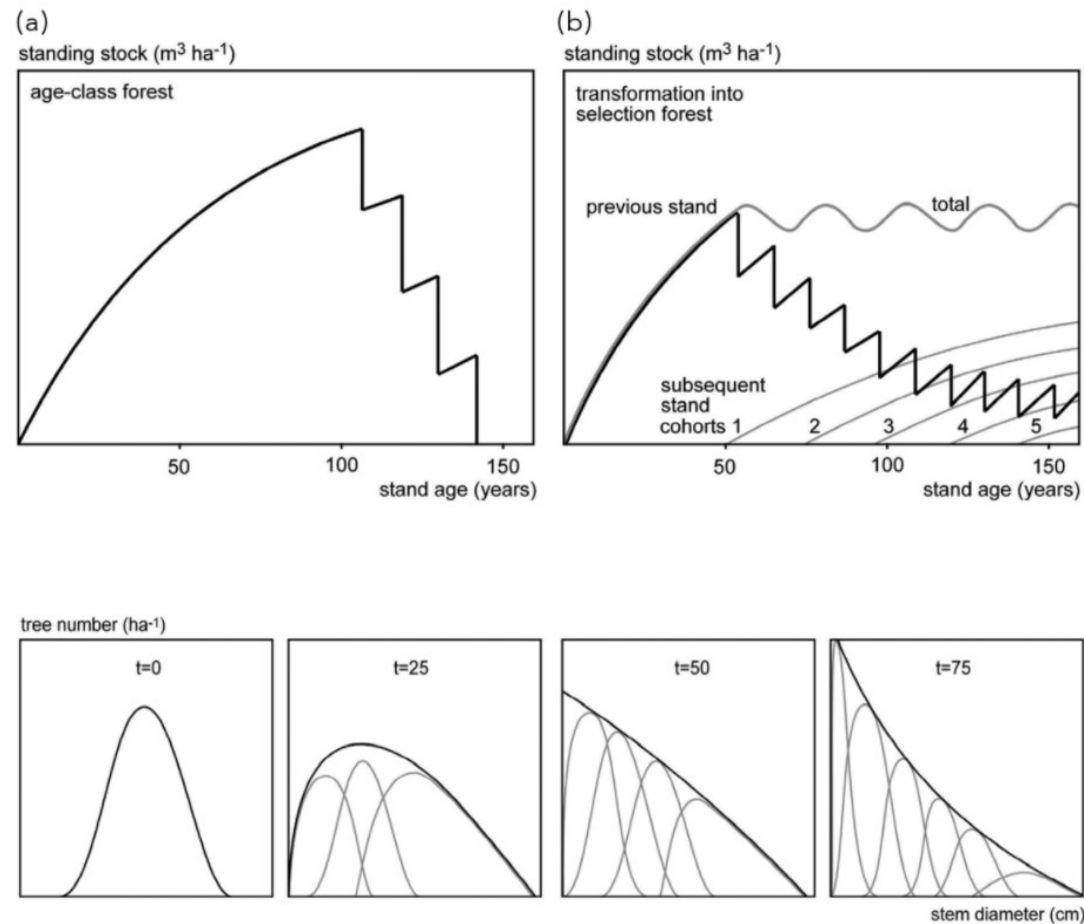 (a)
standing stock (m³ ha⁻¹)
age-class forest
50
100
150
stand age (years)
(b)
standing stock (m³ ha⁻¹)
transformation into
selection forest
previous stand
total
subsequent
stand
cohorts 1 2 3 4 5
50
100
150
stand age (years)
tree number (ha⁻¹)
t=0
t=25
t=50
t=75
stem diameter (cm)